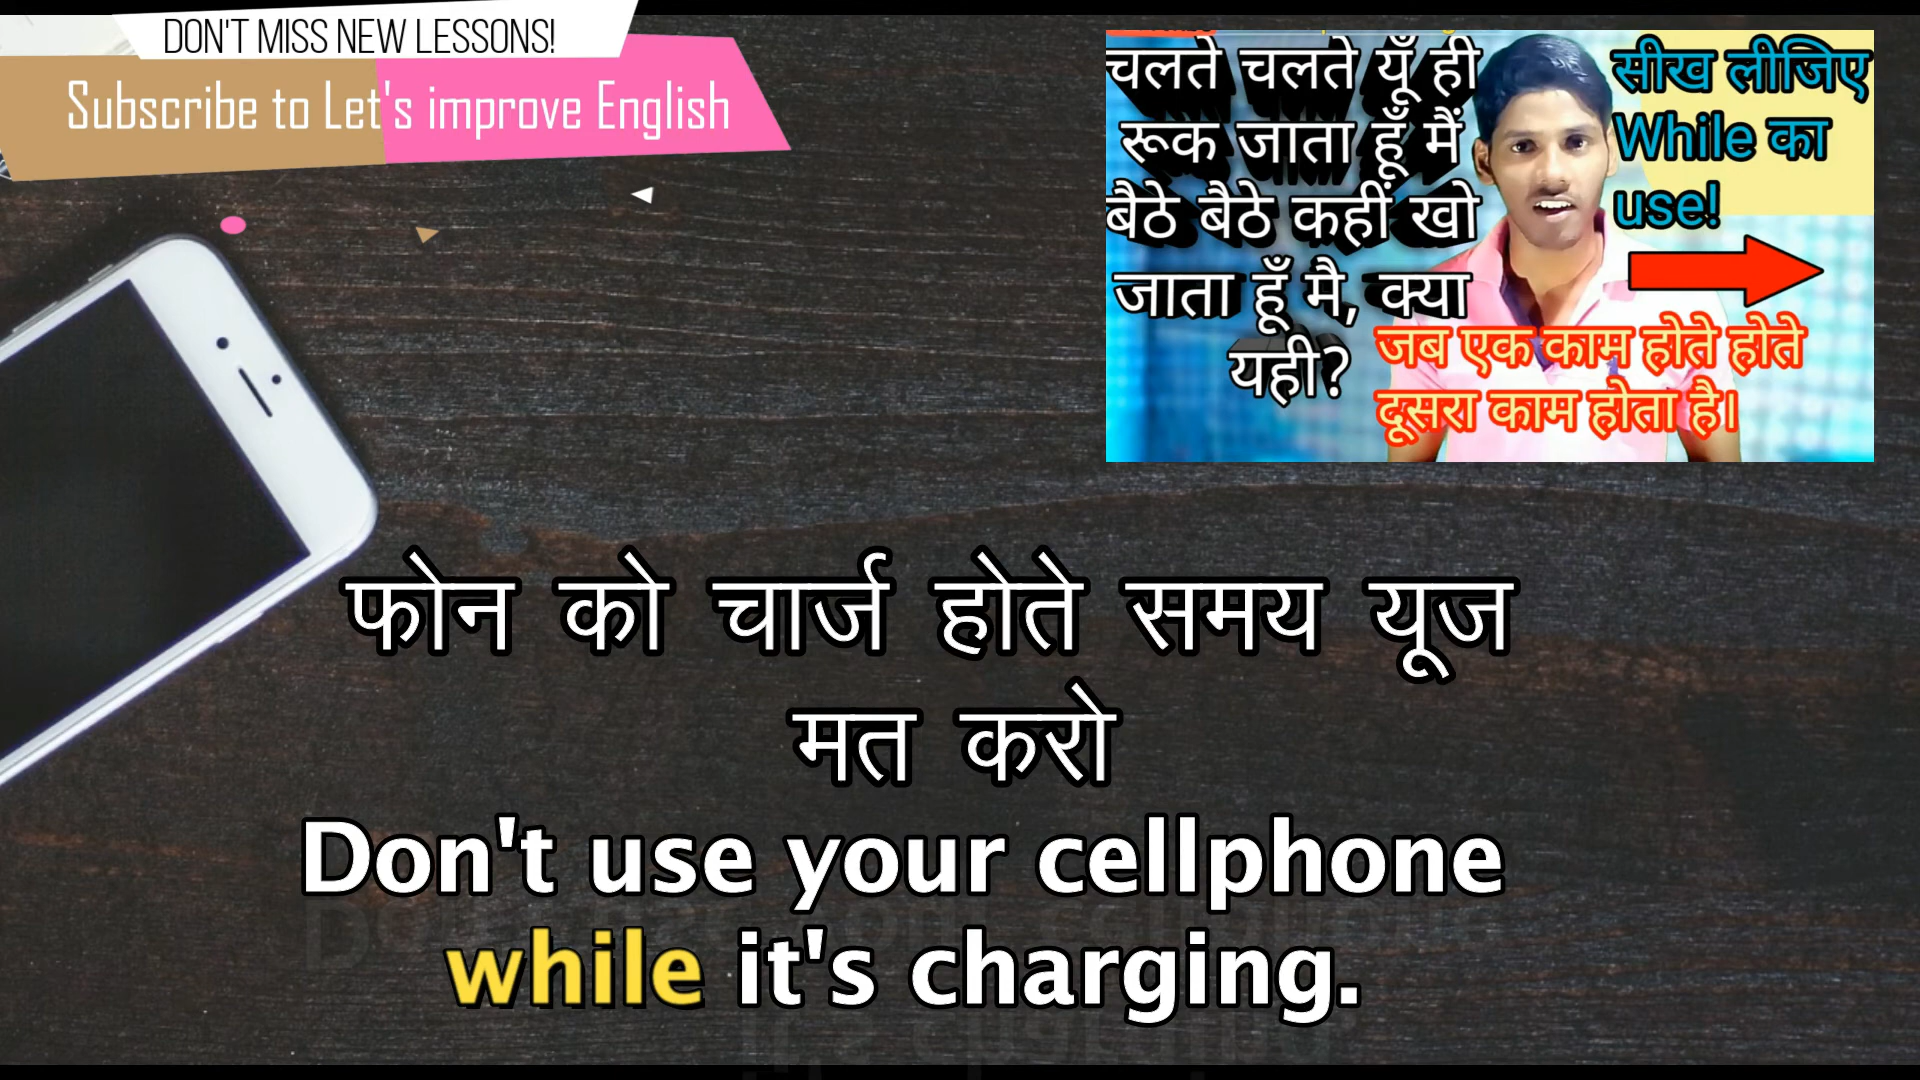 DON'T MISS NEW LESSONS!
Subscribe to Let's improve English
चलते चलते यूँ ही
रूक जाता हूँ मैं
बैठे बैठे कहीं खो
जाता हूँ मै, क्या
यही?
सीख लीजिए
While का
use!
जब एक काम होते होते
दूसरा काम होता है।
फोन को चार्ज होते समय यूज
मत करो
Don't use your cellphone
while it's charging.